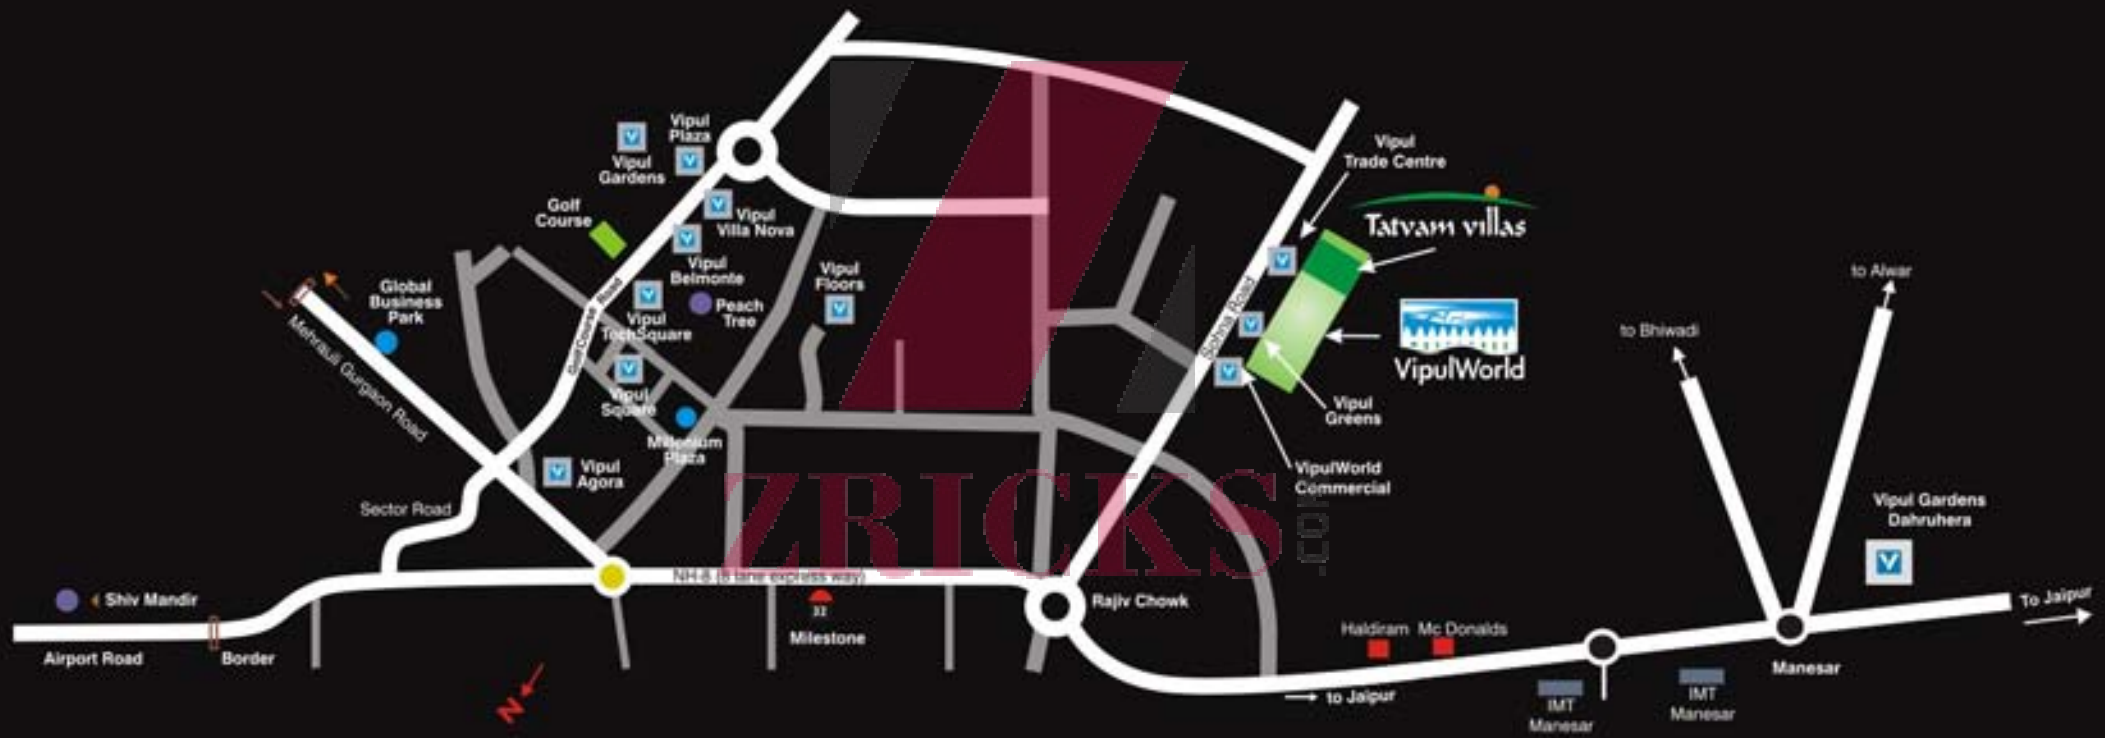 Vipul
Plaza
Vipul
Gardens
Golf
Course
Vipul
Villa Nova
Vipul
Belmonte
Peach
Tree
Vipul
Floors
Global
Business
Park
Mehrauli Gurgaon Road
Golf Course Road
Vipul
TechSquare
Vipul
Square
Millenium
Plaza
Vipul
Agora
Sector Road
Shiv Mandir
Airport Road
Border
NH-8 (8 lane express way)
32
Milestone
N
Rajiv Chowk
Sohna Road
Vipul
Trade Centre
Tatvam villas
VipulWorld
Vipul
Greens
VipulWorld
Commercial
ZRICKS
.COM
to Bhiwadi
to Alwar
Vipul Gardens
Dahruhera
To Jaipur
Haldiram Mc Donalds
to Jaipur
Manesar
IMT
Manesar
IMT
Manesar